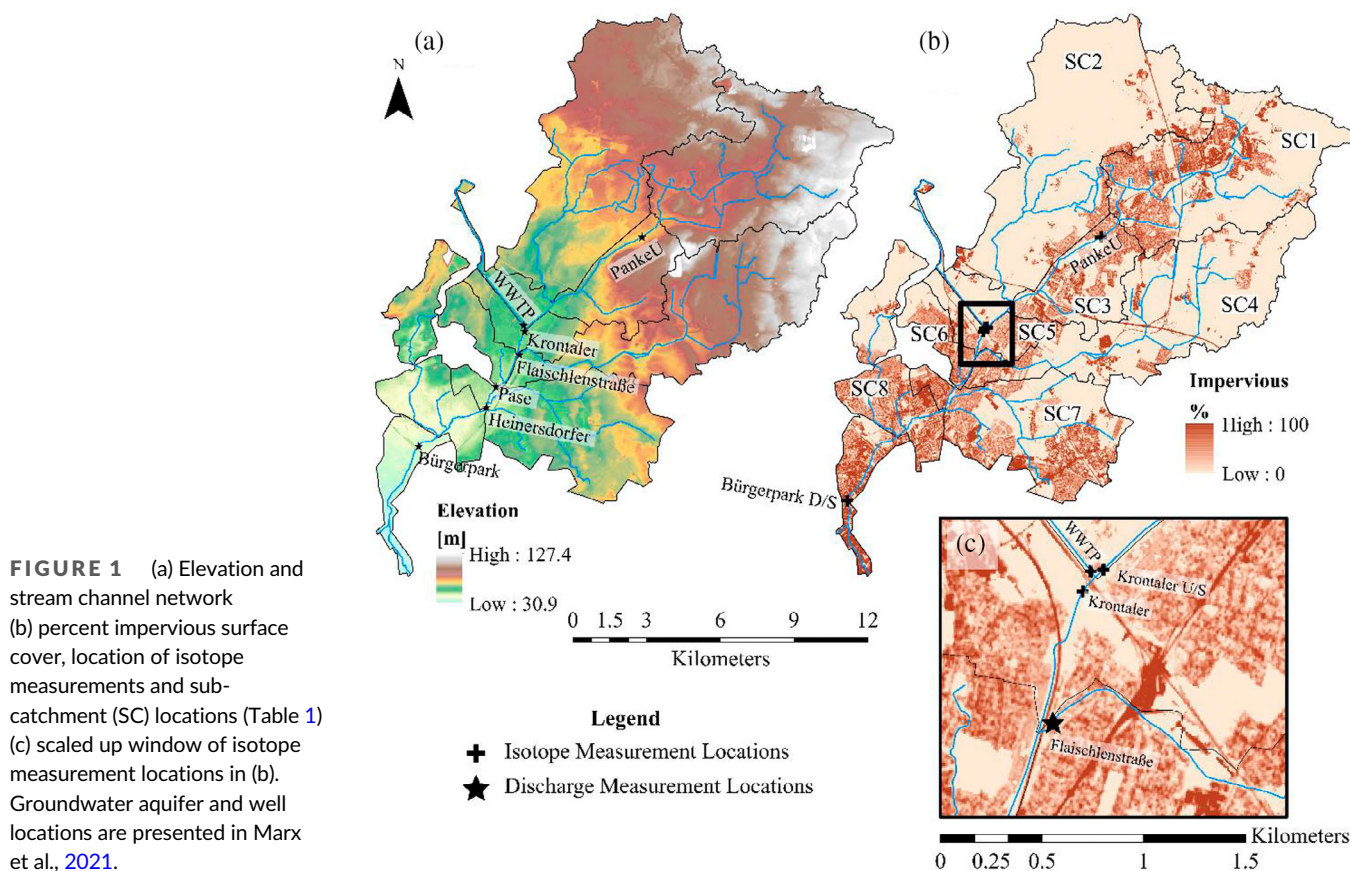 (a)
N
WWTP
PankeU
Krontaler
Flaischlenstraße
Pase
Heinersdorfer
Bürgerpark
Elevation
[m]
High : 127.4
Low : 30.9
0 1.5 3 6 9 12
Kilometers
Legend
Isotope Measurement Locations
Discharge Measurement Locations
(b)
SC2
SC1
PankeU
SC3
SC4
SC6
SC5
SC8
SC7
Bürgerpark D/S
Impervious
%
High : 100
Low : 0
(c)
WWTP
Krontaler U/S
Krontaler
Flaischlenstraße
Kilometers
0 0.25 0.5 1 1.5
FIGURE 1 (a) Elevation and
stream channel network
(b) percent impervious surface
cover, location of isotope
measurements and sub-
catchment (SC) locations (Table 1)
(c) scaled up window of isotope
measurement locations in (b).
Groundwater aquifer and well
locations are presented in Marx
et al., 2021.